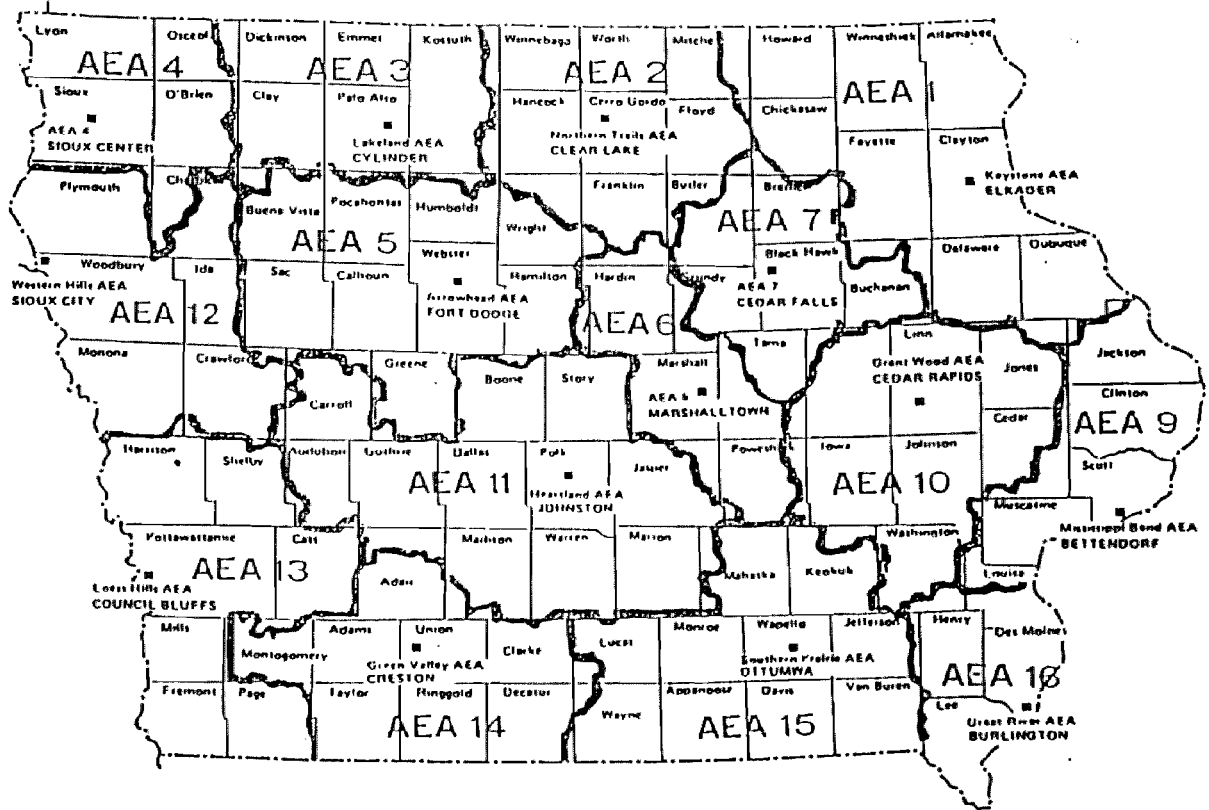 Lyon Osceol Dickinson Emmet Kossuth Winnebago Worth Mitche Howard Winneshiek Allamakee
AEA 4 AEA 3 AEA 2 AEA 1
Sioux O'Brien Clay Palo Alto Hancock Cerro Gordo Floyd Chickasaw
AEA 4
SIOUX CENTER
Lakeland AEA
CYLINDER
Northern Trails AEA
CLEAR LAKE
Fayette Clayton
Keystone AEA
ELKADER
Plymouth Buena Vista Pocahontas Humboldt Wright Franklin Butler
AEA 5 AEA 7
Woodbury Ida Sac Calhoun Webster Hamilton Hardin Black Hawk Buchanan Delaware Dubuque
Western Hills AEA
SIOUX CITY
AEA 12
Arrowhead AEA
FORT DODGE
AEA 6
AEA 7
CEDAR FALLS
Monona Crawford Carroll Greene Boone Story Marshall Tama Linn Jones Jackson
AEA 6
MARSHALLTOWN
Grant Wood AEA
CEDAR RAPIDS
Clinton
AEA 9
Cedar
Scott
Harrison Shelby Audubon Guthrie Dallas Polk Jasper Poweshi Iowa Johnson
AEA 11
Heartland AEA
JOHNSTON
AEA 10
Muscatine
Mississippi Bend AEA
BETTENDORF
Pottawattamie Cass Adair Madison Warren Marion Mahaska Keokuk Washington Louisa
AEA 13
Loess Hills AEA
COUNCIL BLUFFS
Mills Montgomery Adams Union Clarke Lucas Monroe Wapello Jefferson Henry Des Moines
Green Valley AEA
CRESTON
Southern Prairie AEA
OTTUMWA
AEA 16
Fremont Page Taylor Ringgold Decatur Wayne Appanoose Davis Van Buren Lee
AEA 14 AEA 15
Great River AEA
BURLINGTON